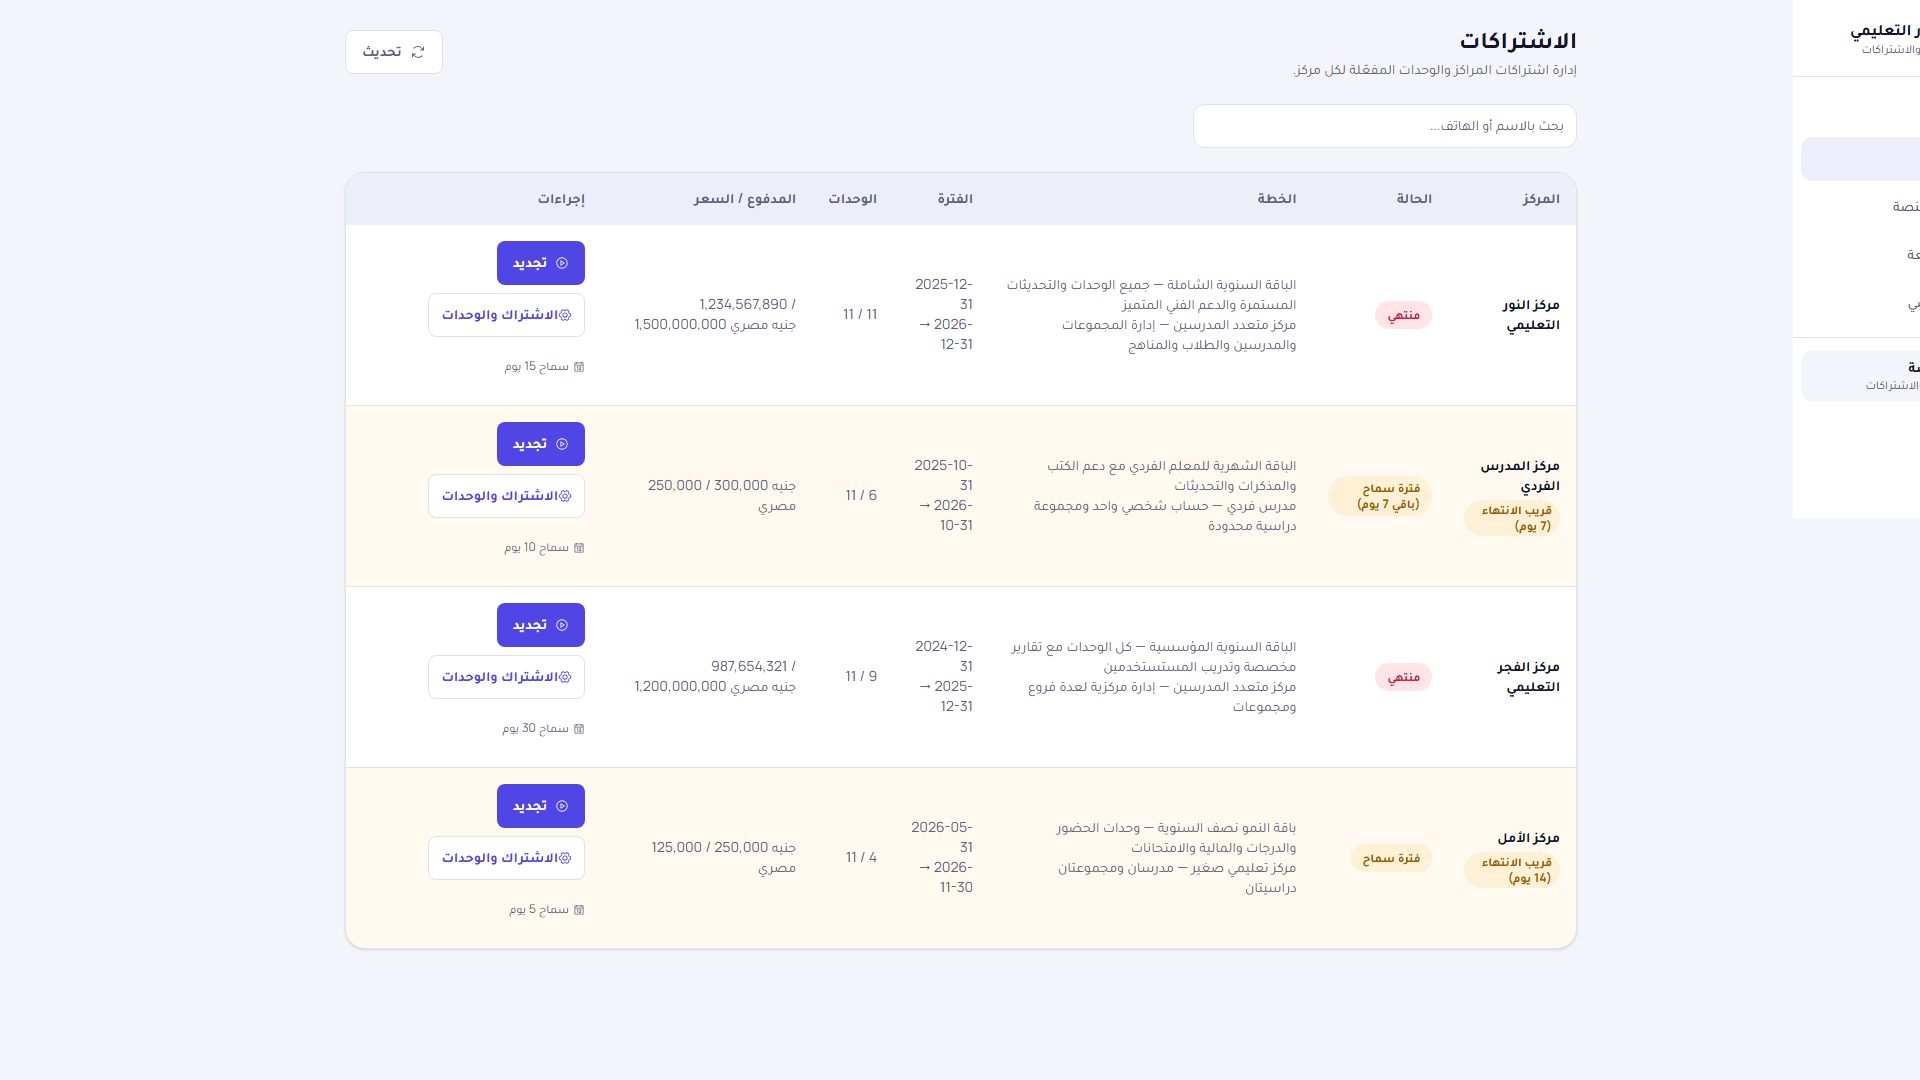 التعليمي
والاشتراكات
الاشتراكات
إدارة اشتراكات المراكز والوحدات المفعّلة لكل مركز.
تحديث
بحث بالاسم أو الهاتف...
المركز
الحالة
الخطة
الفترة
الوحدات
المدفوع / السعر
إجراءات
مركز النور
التعليمي
منتهي
الباقة السنوية الشاملة — جميع الوحدات والتحديثات
المستمرة والدعم الفني المتميز
مركز متعدد المدرسين — إدارة المجموعات
والمدرسين والطلاب والمناهج
2025-12-
31
→ 2026-
12-31
11 / 11
1,234,567,890 /
1,500,000,000 جنيه مصري
تجديد
الاشتراك والوحدات
سماح 15 يوم
مركز المدرس
الفردي
قريب الانتهاء
(7 يوم)
فترة سماح
(باقي 7 يوم)
الباقة الشهرية للمعلم الفردي مع دعم الكتب
والمذكرات والتحديثات
مدرس فردي — حساب شخصي واحد ومجموعة
دراسية محدودة
2025-10-
31
→ 2026-
10-31
6 / 11
250,000 / 300,000 جنيه
مصري
تجديد
الاشتراك والوحدات
سماح 10 يوم
مركز الفجر
التعليمي
منتهي
الباقة السنوية المؤسسية — كل الوحدات مع تقارير
مخصصة وتدريب المستستخدمين
مركز متعدد المدرسين — إدارة مركزية لعدة فروع
ومجموعات
2024-12-
31
→ 2025-
12-31
9 / 11
987,654,321 /
1,200,000,000 جنيه مصري
تجديد
الاشتراك والوحدات
سماح 30 يوم
مركز الأمل
قريب الانتهاء
(14 يوم)
فترة سماح
باقة النمو نصف السنوية — وحدات الحضور
والدرجات والمالية والامتحانات
مركز تعليمي صغير — مدرسان ومجموعتان
دراسيتان
2026-05-
31
→ 2026-
11-30
4 / 11
125,000 / 250,000 جنيه
مصري
تجديد
الاشتراك والوحدات
سماح 5 يوم